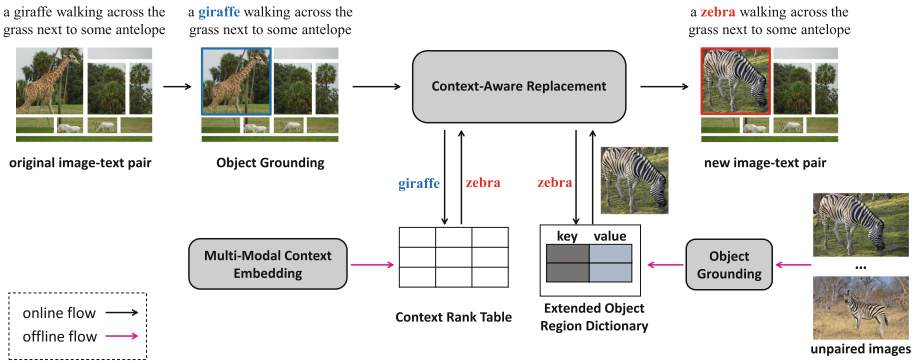 a giraffe walking across the
grass next to some antelope
a giraffe walking across the
grass next to some antelope
a zebra walking across the
grass next to some antelope
Context-Aware Replacement
original image-text pair
Object Grounding
new image-text pair
giraffe
zebra
zebra
key value
Multi-Modal Context
Embedding
Object
Grounding
...
Context Rank Table
Extended Object
Region Dictionary
unpaired images
online flow
offline flow